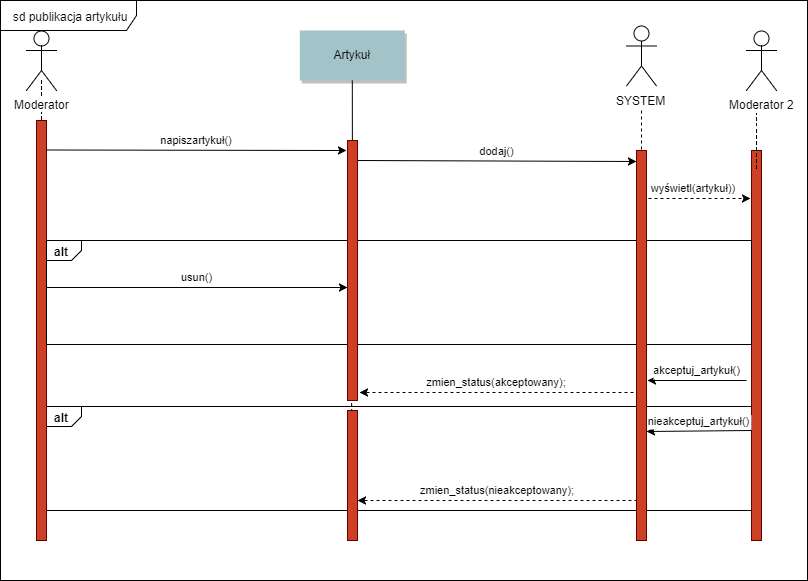 sd publikacja artykułu
Moderator
Artykuł
SYSTEM
Moderator 2
napiszartykuł()
dodaj()
wyświetl(artykuł))
alt
usun()
akceptuj_artykuł()
zmien_status(akceptowany);
alt
nieakceptuj_artykuł()
zmien_status(nieakceptowany);